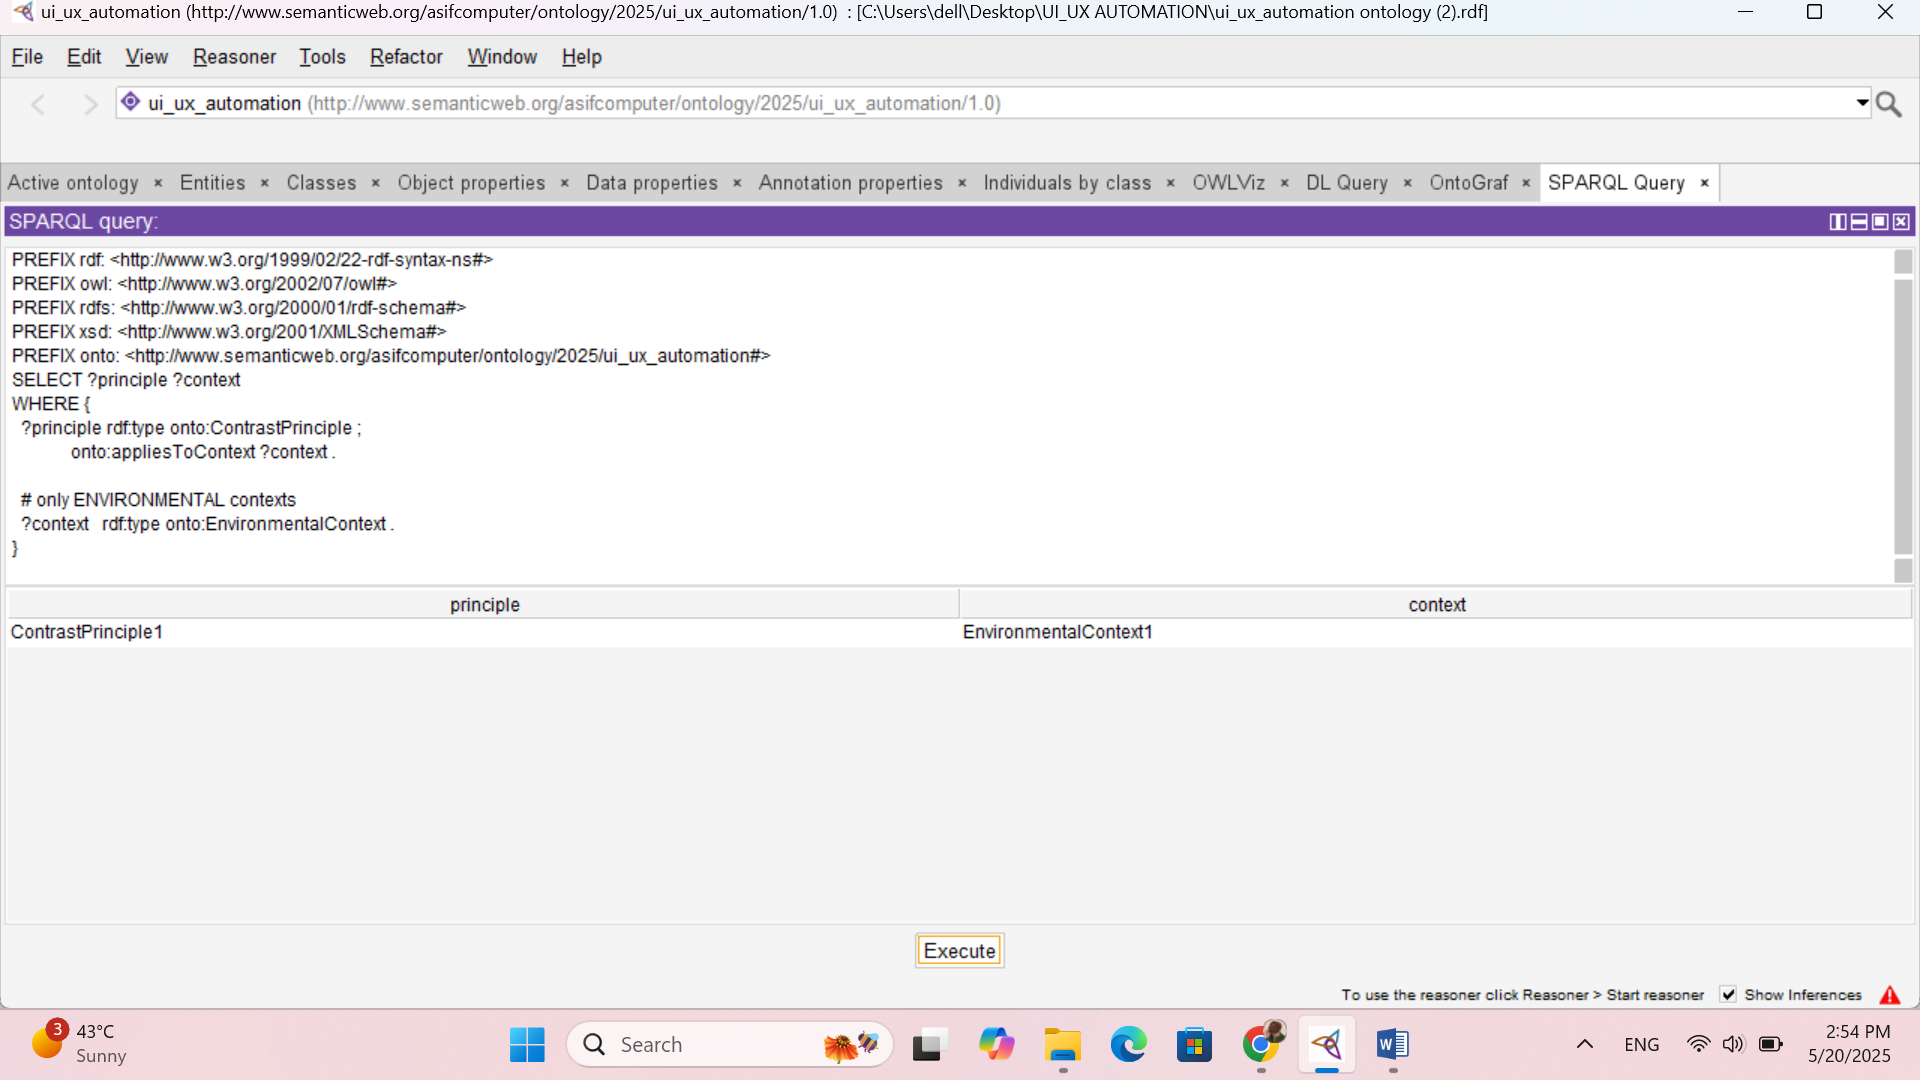 ui_ux_automation (http://www.semanticweb.org/asifcomputer/ontology/2025/ui_ux_automation/1.0) : [C:\Users\dell\Desktop\UI_UX AUTOMATION\ui_ux_automation ontology (2).rdf]
File Edit View Reasoner Tools Refactor Window Help
ui_ux_automation (http://www.semanticweb.org/asifcomputer/ontology/2025/ui_ux_automation/1.0)
Active ontology × Entities × Classes × Object properties × Data properties × Annotation properties × Individuals by class × OWLViz × DL Query × OntoGraf × SPARQL Query ×
SPARQL query:
PREFIX rdf: <http://www.w3.org/1999/02/22-rdf-syntax-ns#>
PREFIX owl: <http://www.w3.org/2002/07/owl#>
PREFIX rdfs: <http://www.w3.org/2000/01/rdf-schema#>
PREFIX xsd: <http://www.w3.org/2001/XMLSchema#>
PREFIX onto: <http://www.semanticweb.org/asifcomputer/ontology/2025/ui_ux_automation#>
SELECT ?principle ?context
WHERE {
?principle rdf:type onto:ContrastPrinciple ;
onto:appliesToContext ?context .
# only ENVIRONMENTAL contexts
?context rdf:type onto:EnvironmentalContext .
}
principle context
ContrastPrinciple1 EnvironmentalContext1
Execute
To use the reasoner click Reasoner > Start reasoner Show Inferences
3 43°C
Sunny
Search
ENG
2:54 PM
5/20/2025